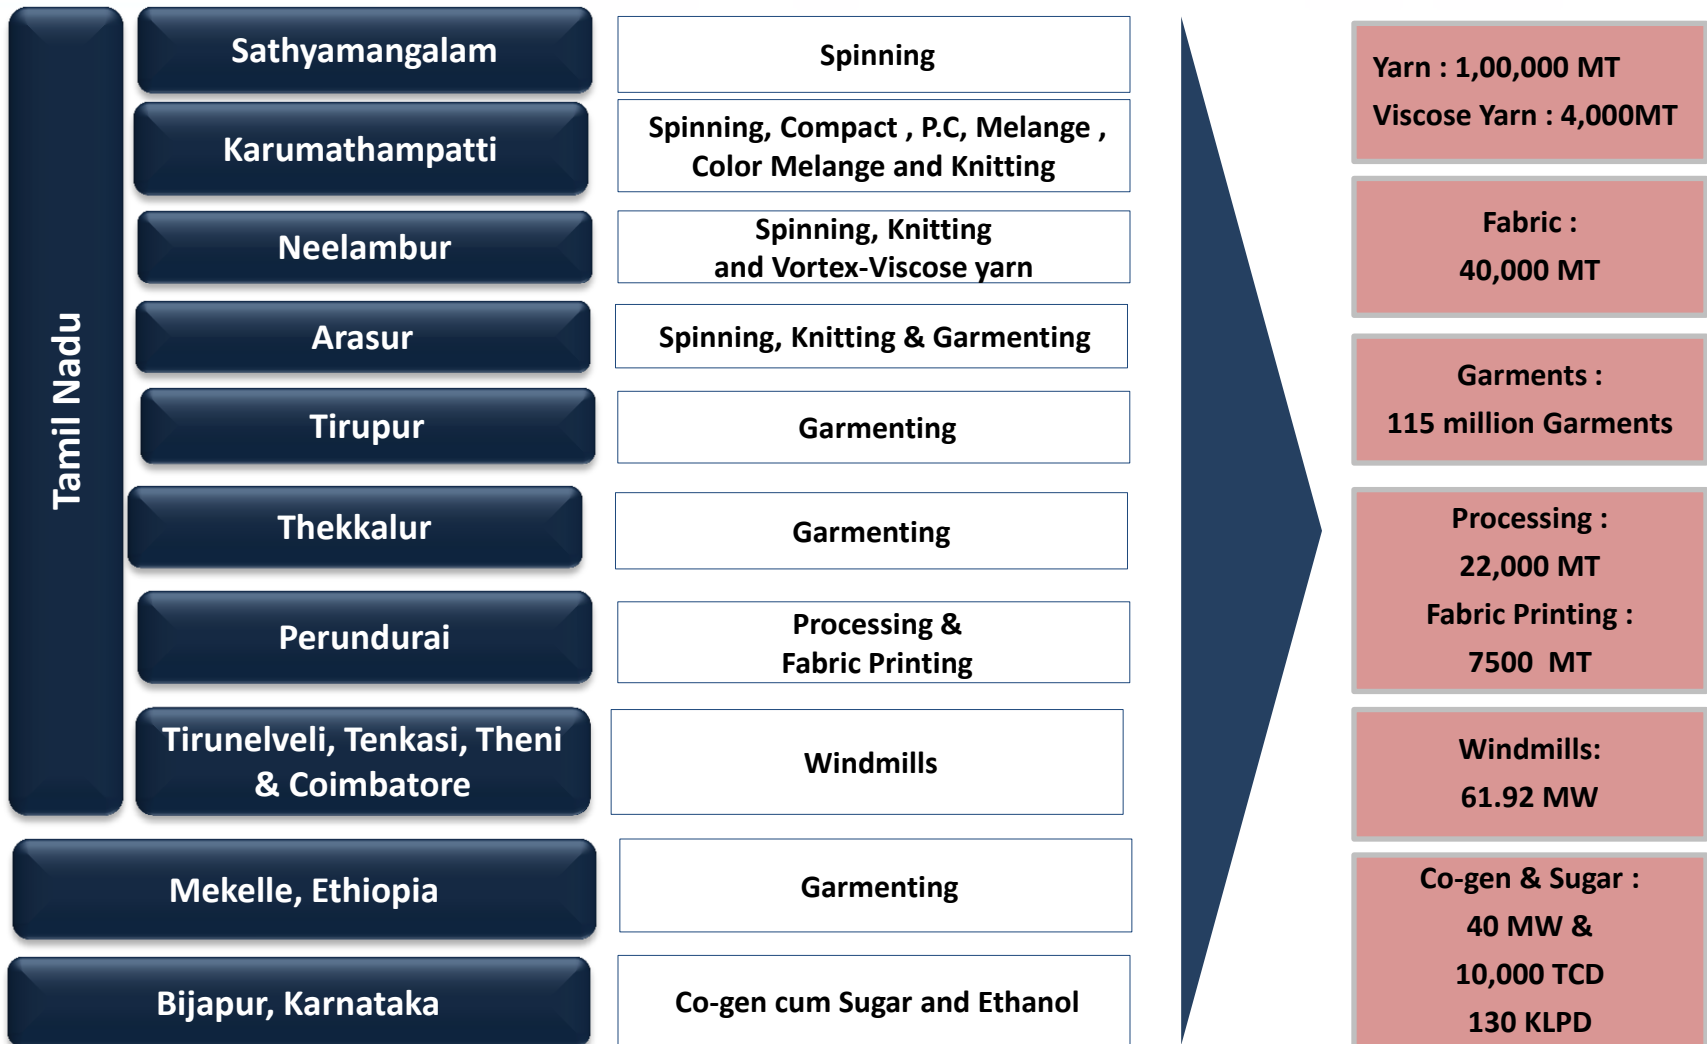 Tamil Nadu
Sathyamangalam
Spinning
Karumathampatti
Spinning, Compact , P.C, Melange ,
Color Melange and Knitting
Neelambur
Spinning, Knitting
and Vortex-Viscose yarn
Arasur
Spinning, Knitting & Garmenting
Tirupur
Garmenting
Thekkalur
Garmenting
Perundurai
Processing &
Fabric Printing
Tirunelveli, Tenkasi, Theni
& Coimbatore
Windmills
Mekelle, Ethiopia
Garmenting
Bijapur, Karnataka
Co-gen cum Sugar and Ethanol
Yarn : 1,00,000 MT
Viscose Yarn : 4,000MT
Fabric :
40,000 MT
Garments :
115 million Garments
Processing :
22,000 MT
Fabric Printing :
7500 MT
Windmills:
61.92 MW
Co-gen & Sugar :
40 MW &
10,000 TCD
130 KLPD